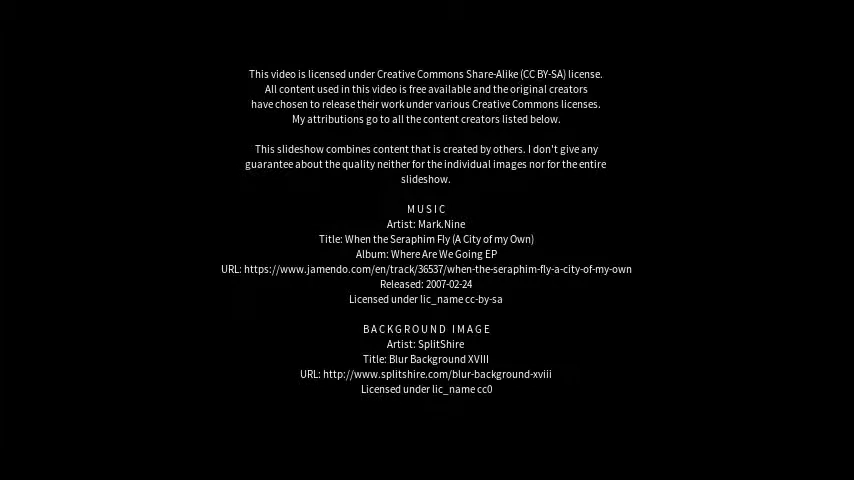 This video is licensed under Creative Commons Share-Alike (CC BY-SA) license.
All content used in this video is free available and the original creators
have chosen to release their work under various Creative Commons licenses.
My attributions go to all the content creators listed below.
This slideshow combines content that is created by others. I don't give any
guarantee about the quality neither for the individual images nor for the entire
slideshow.
MUSIC
Artist: Mark.Nine
Title: When the Seraphim Fly (A City of my Own)
Album: Where Are We Going EP
URL: https://www.jamendo.com/en/track/36537/when-the-seraphim-fly-a-city-of-my-own
Released: 2007-02-24
Licensed under lic_name cc-by-sa
BACKGROUND IMAGE
Artist: SplitShire
Title: Blur Background XVIII
URL: http://www.splitshire.com/blur-background-xviii
Licensed under lic_name cc0